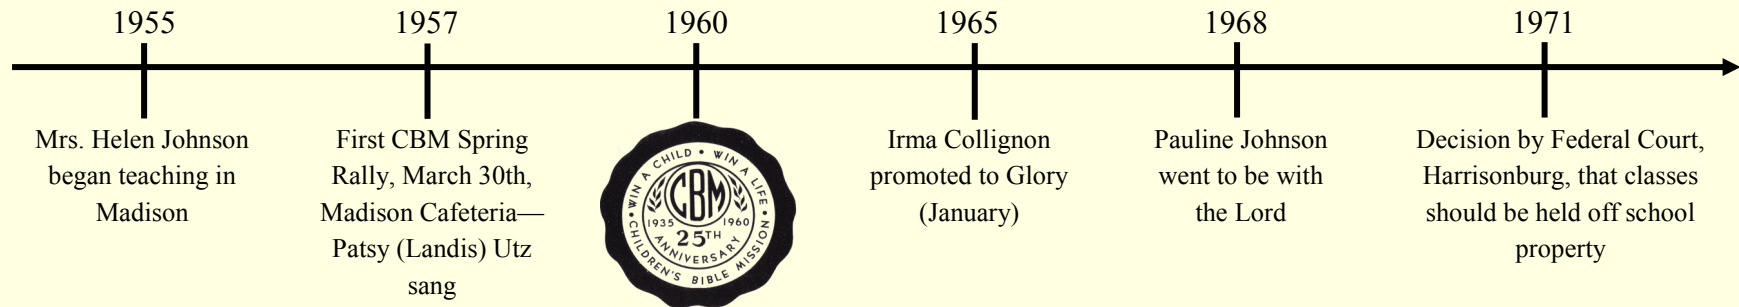 1955
1957
1960
1965
1968
1971
Mrs. Helen Johnson
began teaching in
Madison
First CBM Spring
Rally, March 30th,
Madison Cafeteria—
Patsy (Landis) Utz
sang
WIN A CHILD • WIN A LIFE •
CBM
1935 1960
25TH
ANNIVERSARY
• CHILDREN'S BIBLE MISSION •
Irma Collignon
promoted to Glory
(January)
Pauline Johnson
went to be with
the Lord
Decision by Federal Court,
Harrisonburg, that classes
should be held off school
property